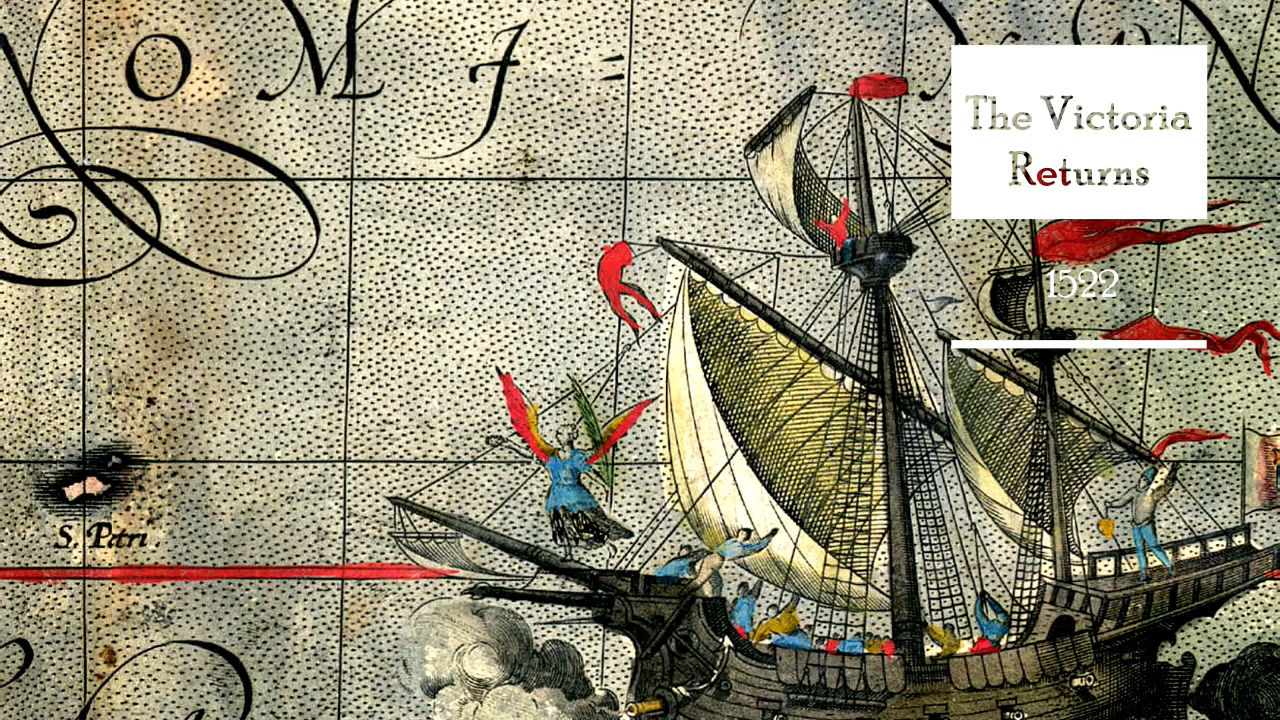 O M J =
The Victoria
Returns
1522
S. Petri.